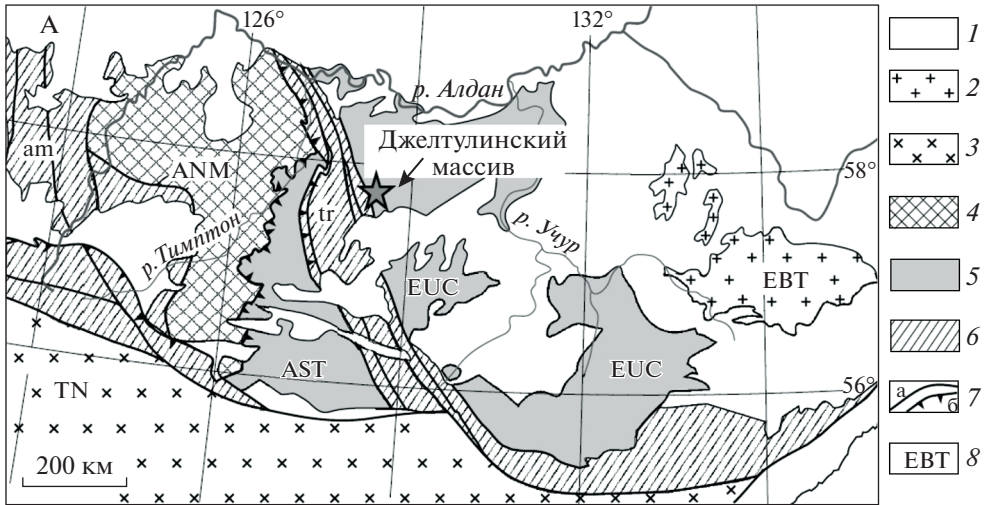 А
126°
132°
р. Алдан
Джелтулинский
массив
am
ANM
58°
tr
р. Тимптон
р. Учур
EUC
EBT
AST
EUC
56°
TN
200 км
1
2
3
4
5
6
а
б
7
EBT
8